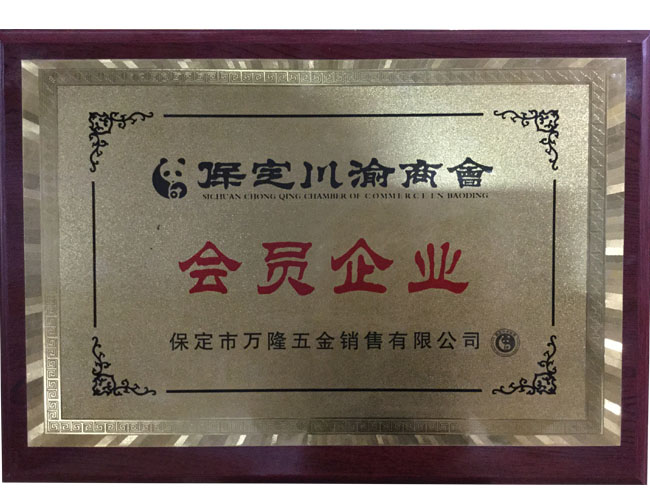 保定川渝商會
SICHUAN CHONG QING CHAMBER OF COMMERCE IN BAODING
会员企业
保定市万隆五金销售有限公司